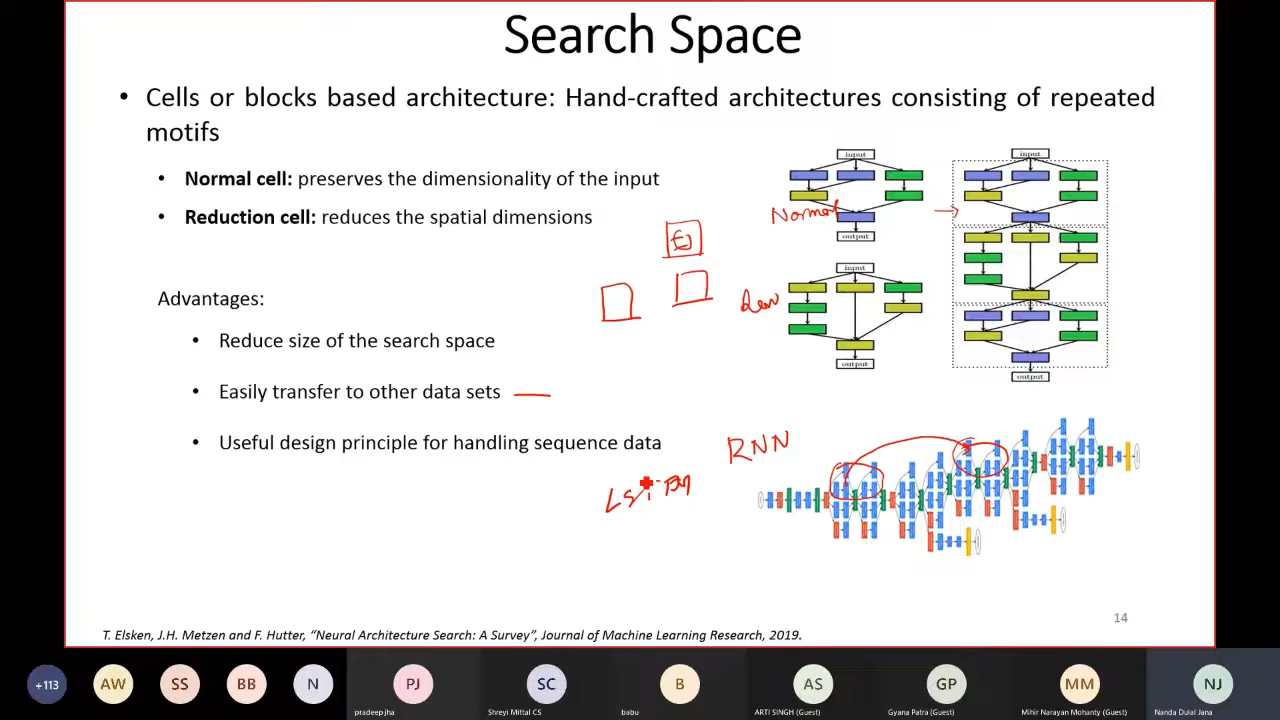 Search Space
• Cells or blocks based architecture: Hand-crafted architectures consisting of repeated
motifs
• Normal cell: preserves the dimensionality of the input
• Reduction cell: reduces the spatial dimensions
Advantages:
• Reduce size of the search space
• Easily transfer to other data sets
• Useful design principle for handling sequence data
input
Normal
output
input
output
input
output
RNN
14
T. Elsken, J.H. Metzen and F. Hutter, “Neural Architecture Search: A Survey”, Journal of Machine Learning Research, 2019.
+113
AW
SS
BB
N
PJ
pradeep jha
SC
Shreyi Mittal CS
B
babu
AS
ARTI SINGH (Guest)
GP
Gyana Patra (Guest)
MM
Mihir Narayan Mohanty (Guest)
NJ
Nanda Dulal Jana